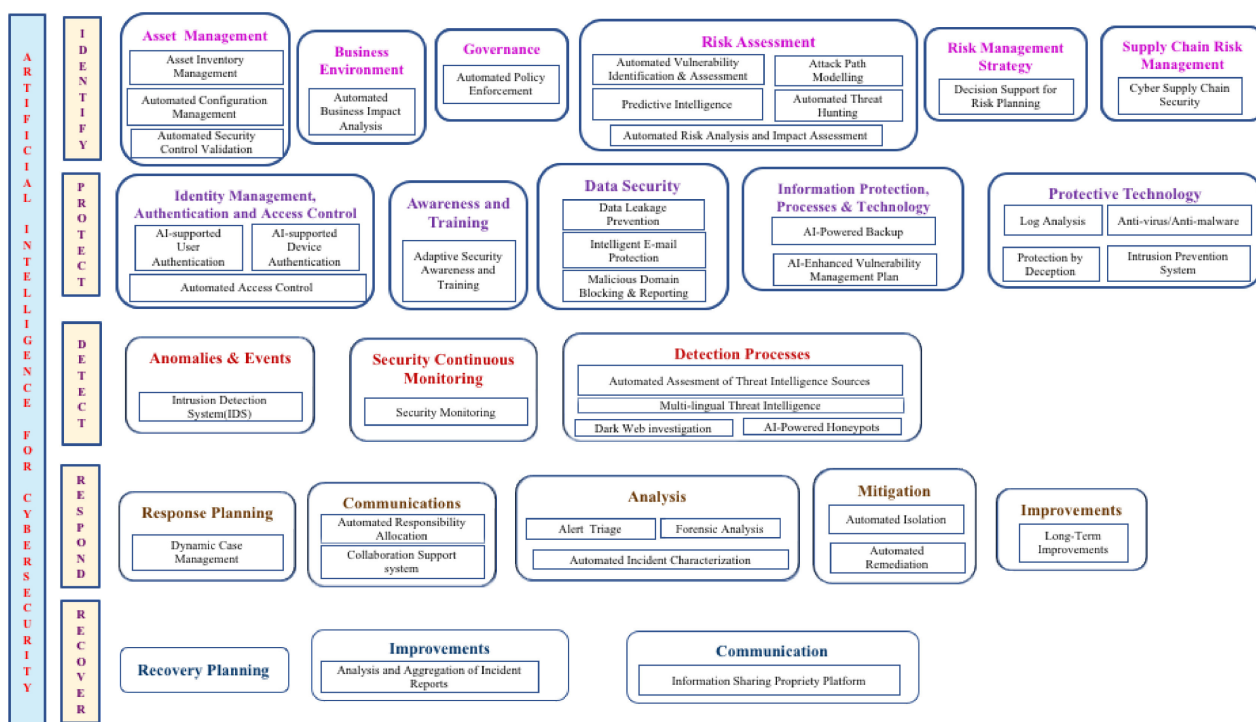 ARTIFICIAL INTELLIGENCE FOR CYBERSECURITY
IDENTIFY
Asset Management
Asset Inventory
Management
Automated Configuration
Management
Automated Security
Control Validation
Business
Environment
Automated
Business Impact
Analysis
Governance
Automated Policy
Enforcement
Risk Assessment
Automated Vulnerability
Identification & Assessment
Attack Path
Modelling
Predictive Intelligence
Automated Threat
Hunting
Automated Risk Analysis and Impact Assessment
Risk Management
Strategy
Decision Support for
Risk Planning
Supply Chain Risk
Management
Cyber Supply Chain
Security
PROTECT
Identity Management,
Authentication and Access Control
AI-supported
User
Authentication
AI-supported
Device
Authentication
Automated Access Control
Awareness and
Training
Adaptive Security
Awareness and
Training
Data Security
Data Leakage
Prevention
Intelligent E-mail
Protection
Malicious Domain
Blocking & Reporting
Information Protection,
Processes & Technology
AI-Powered Backup
AI-Enhanced Vulnerability
Management Plan
Protective Technology
Log Analysis
Anti-virus/Anti-malware
Protection by
Deception
Intrusion Prevention
System
DETECT
Anomalies & Events
Intrusion Detection
System(IDS)
Security Continuous
Monitoring
Security Monitoring
Detection Processes
Automated Assesment of Threat Intelligence Sources
Multi-lingual Threat Intelligence
Dark Web investigation
AI-Powered Honeypots
RESPOND
Response Planning
Dynamic Case
Management
Communications
Automated Responsibility
Allocation
Collaboration Support
system
Analysis
Alert Triage
Forensic Analysis
Automated Incident Characterization
Mitigation
Automated Isolation
Automated
Remediation
Improvements
Long-Term
Improvements
RECOVER
Recovery Planning
Improvements
Analysis and Aggregation of Incident
Reports
Communication
Information Sharing Propriety Platform